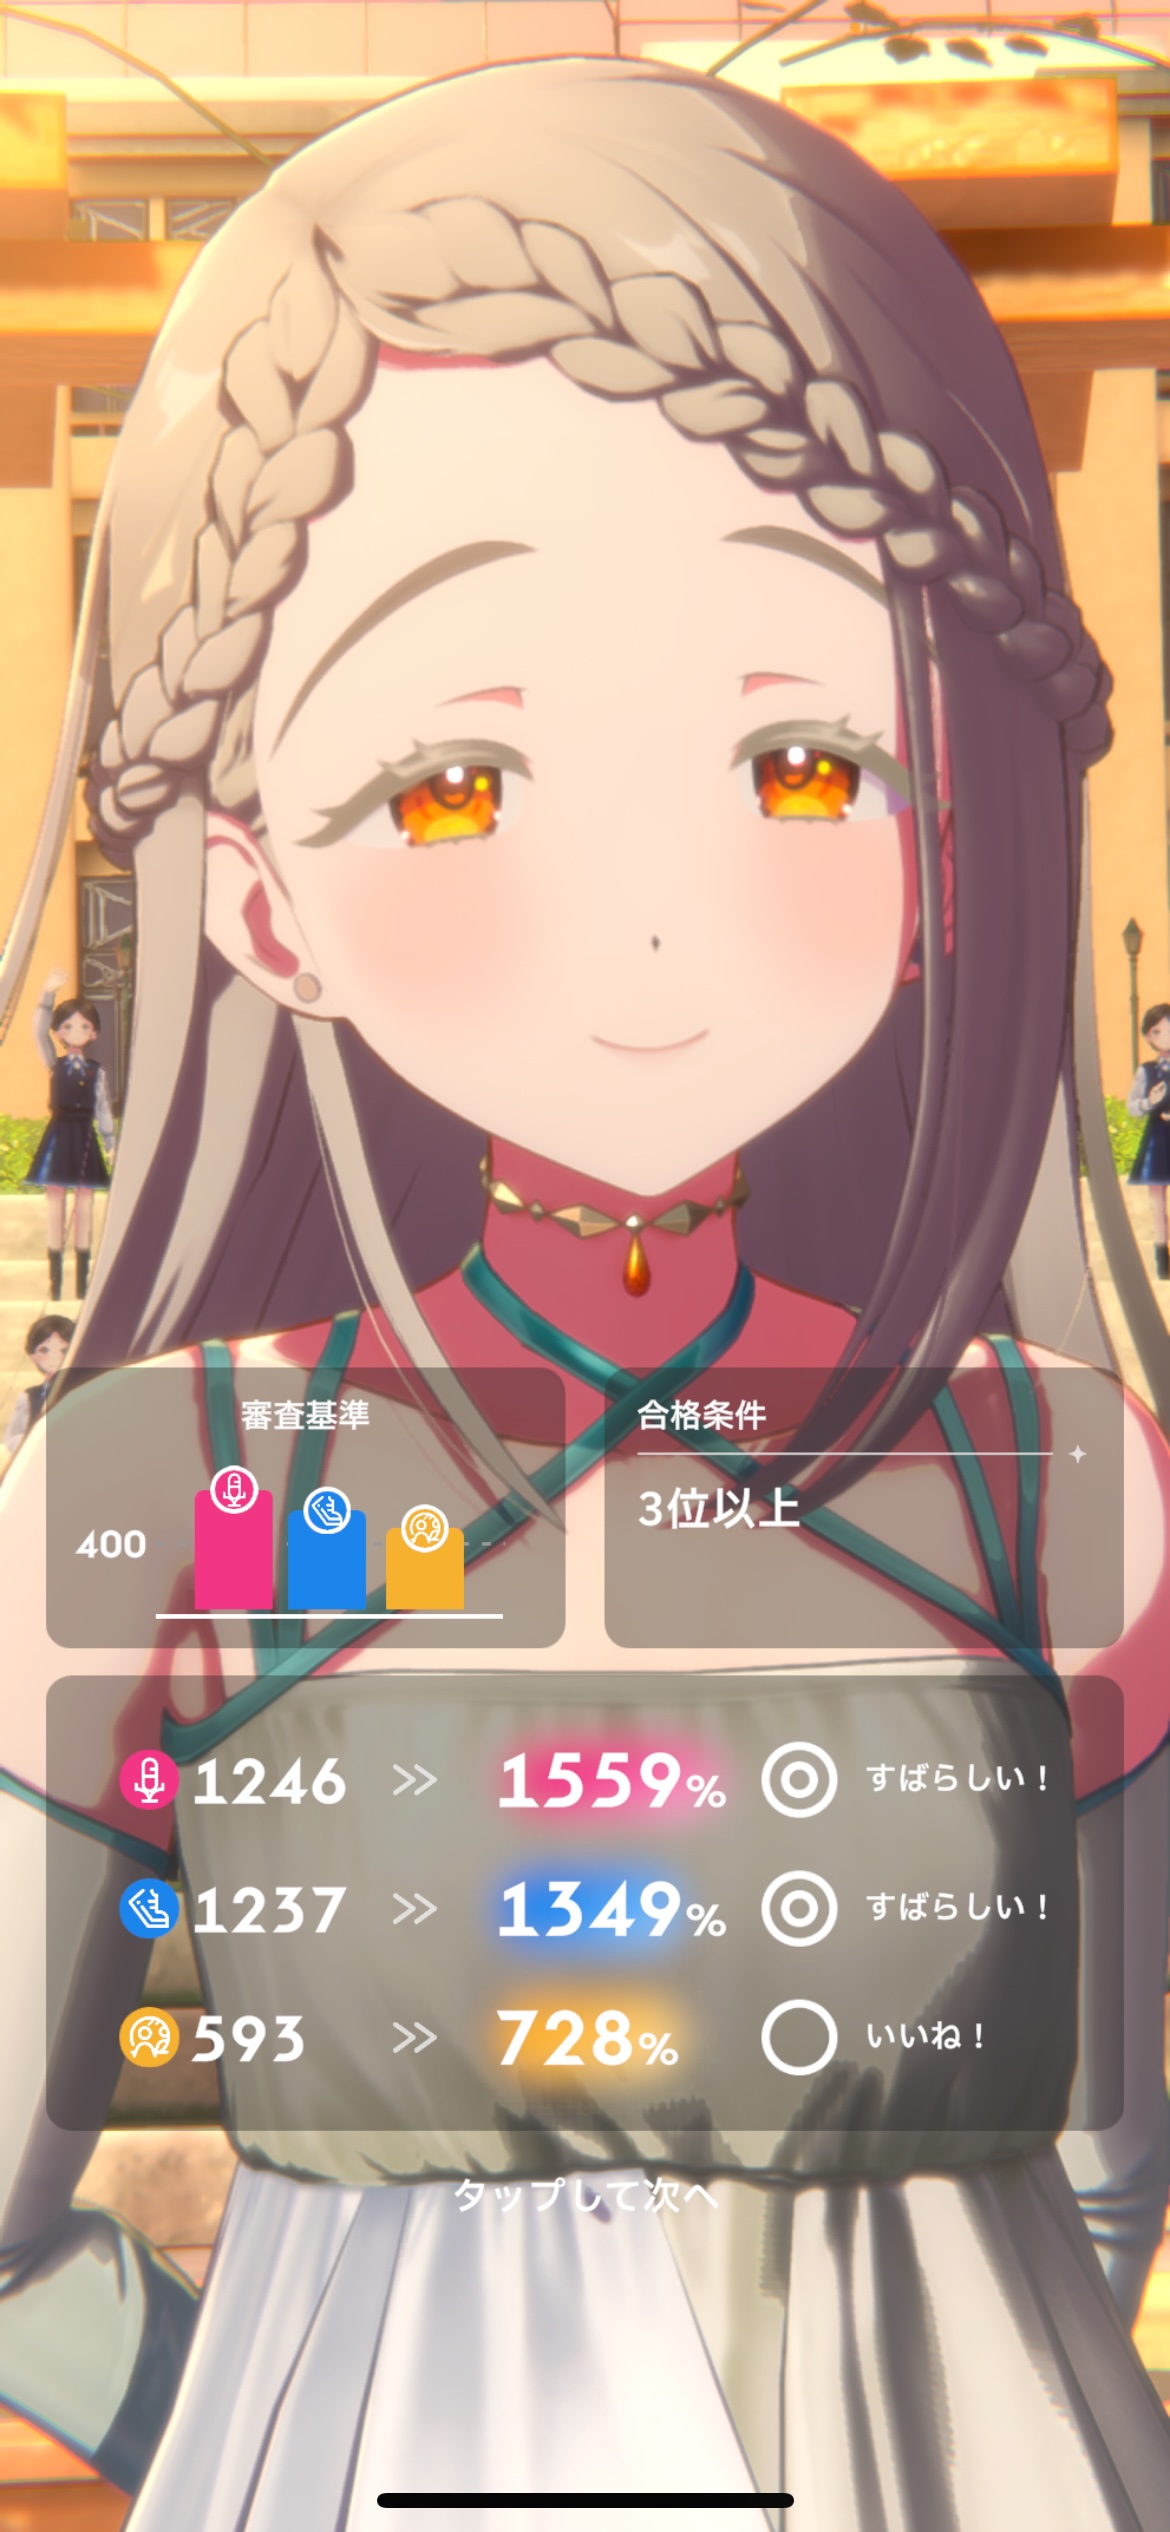 審査基準
400
合格条件
3位以上
1246 >> 1559% すばらしい！
1237 >> 1349% すばらしい！
593 >> 728% いいね！
タップして次へ